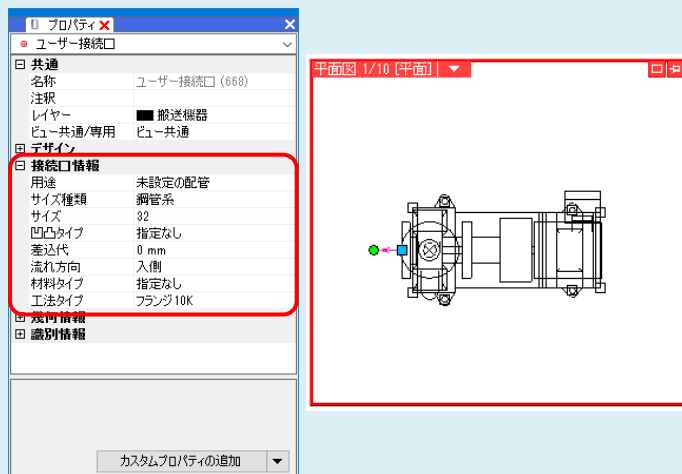 プロパティ
ユーザー接続口
共通
名称 ユーザー接続口 (668)
注釈
レイヤー 搬送機器
ビュー共通/専用 ビュー共通
デザイン
接続口情報
用途 未設定の配管
サイズ種類 鋼管系
サイズ 32
凹凸タイプ 指定なし
差込代 0 mm
流れ方向 入側
材料タイプ 指定なし
工法タイプ フランジ10K
幾何情報
識別情報
カスタムプロパティの追加
平面図 1/10 [平面]